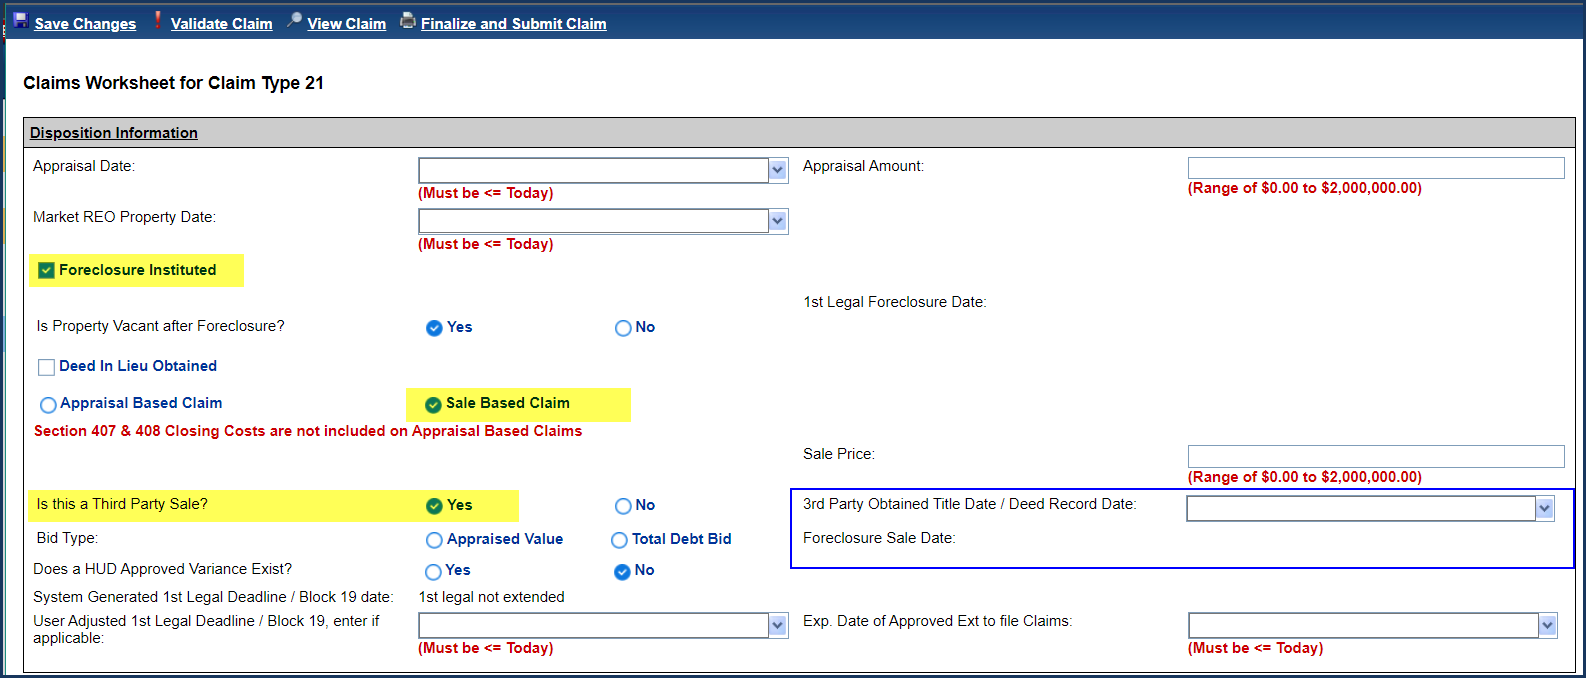 Save Changes Validate Claim View Claim Finalize and Submit Claim
Claims Worksheet for Claim Type 21
Disposition Information
Appraisal Date: Appraisal Amount:
(Must be <= Today) (Range of $0.00 to $2,000,000.00)
Market REO Property Date:
(Must be <= Today)
Foreclosure Instituted
1st Legal Foreclosure Date:
Is Property Vacant after Foreclosure? Yes No
Deed In Lieu Obtained
Appraisal Based Claim Sale Based Claim
Section 407 & 408 Closing Costs are not included on Appraisal Based Claims
Sale Price:
(Range of $0.00 to $2,000,000.00)
Is this a Third Party Sale? Yes No 3rd Party Obtained Title Date / Deed Record Date:
Bid Type: Appraised Value Total Debt Bid Foreclosure Sale Date:
Does a HUD Approved Variance Exist? Yes No
System Generated 1st Legal Deadline / Block 19 date: 1st legal not extended
User Adjusted 1st Legal Deadline / Block 19, enter if Exp. Date of Approved Ext to file Claims:
applicable:
(Must be <= Today) (Must be <= Today)